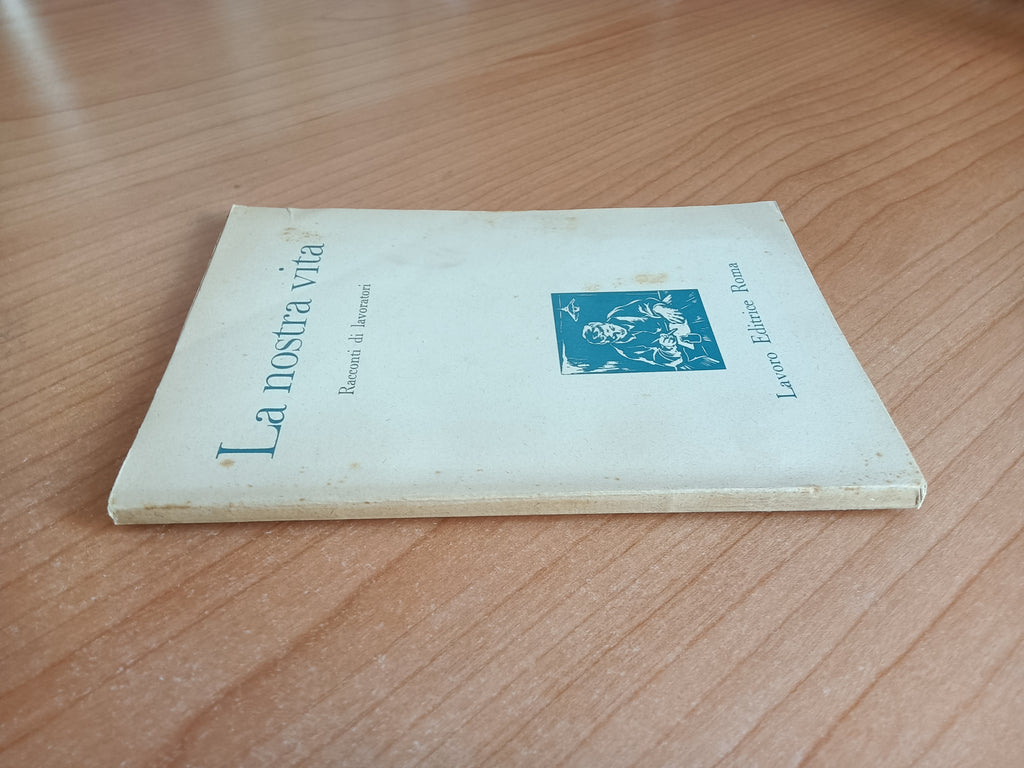 La nostra vita
Racconti di lavoratori
Lavoro Editrice Roma